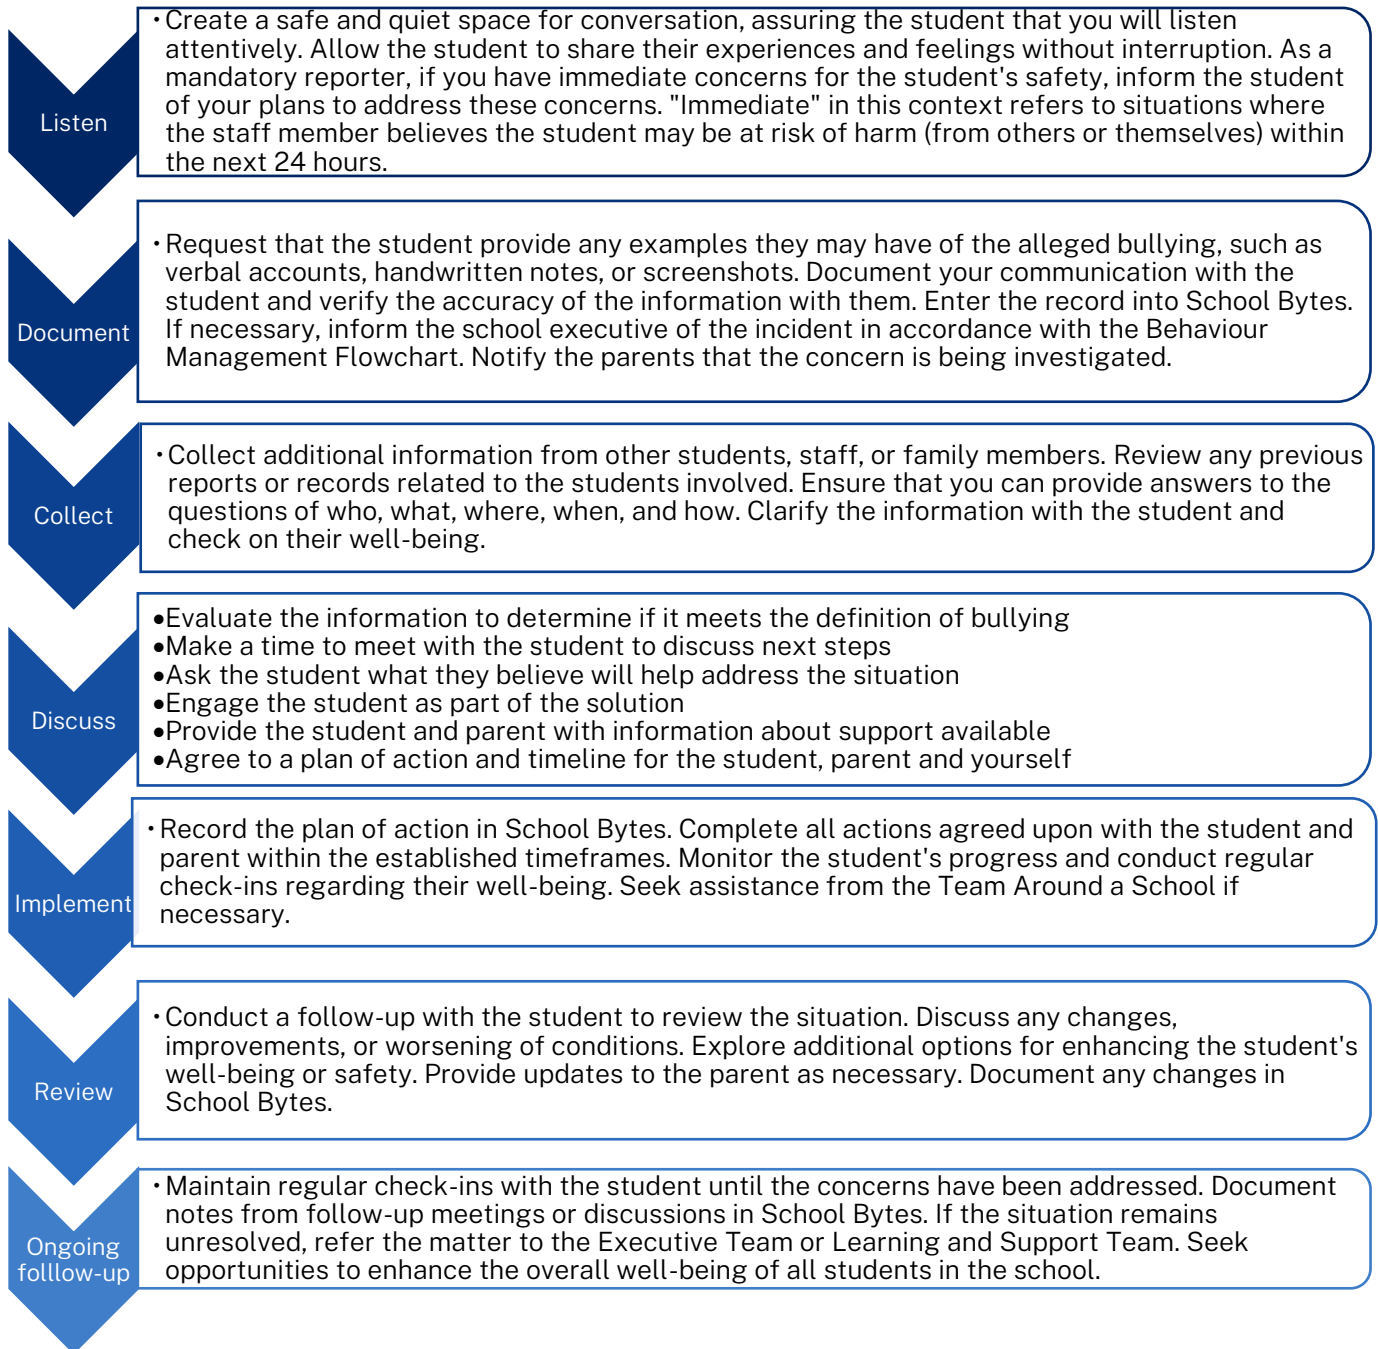 Listen
· Create a safe and quiet space for conversation, assuring the student that you will listen
attentively. Allow the student to share their experiences and feelings without interruption. As a
mandatory reporter, if you have immediate concerns for the student's safety, inform the student
of your plans to address these concerns. "Immediate" in this context refers to situations where
the staff member believes the student may be at risk of harm (from others or themselves) within
the next 24 hours.
Document
· Request that the student provide any examples they may have of the alleged bullying, such as
verbal accounts, handwritten notes, or screenshots. Document your communication with the
student and verify the accuracy of the information with them. Enter the record into School Bytes.
If necessary, inform the school executive of the incident in accordance with the Behaviour
Management Flowchart. Notify the parents that the concern is being investigated.
Collect
· Collect additional information from other students, staff, or family members. Review any previous
reports or records related to the students involved. Ensure that you can provide answers to the
questions of who, what, where, when, and how. Clarify the information with the student and
check on their well-being.
Discuss
•Evaluate the information to determine if it meets the definition of bullying
•Make a time to meet with the student to discuss next steps
•Ask the student what they believe will help address the situation
•Engage the student as part of the solution
•Provide the student and parent with information about support available
•Agree to a plan of action and timeline for the student, parent and yourself
Implement
· Record the plan of action in School Bytes. Complete all actions agreed upon with the student and
parent within the established timeframes. Monitor the student's progress and conduct regular
check-ins regarding their well-being. Seek assistance from the Team Around a School if
necessary.
Review
· Conduct a follow-up with the student to review the situation. Discuss any changes,
improvements, or worsening of conditions. Explore additional options for enhancing the student's
well-being or safety. Provide updates to the parent as necessary. Document any changes in
School Bytes.
Ongoing
folllow-up
· Maintain regular check-ins with the student until the concerns have been addressed. Document
notes from follow-up meetings or discussions in School Bytes. If the situation remains
unresolved, refer the matter to the Executive Team or Learning and Support Team. Seek
opportunities to enhance the overall well-being of all students in the school.